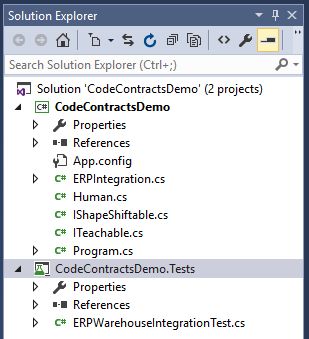 Solution Explorer
Search Solution Explorer (Ctrl+;)
Solution 'CodeContractsDemo' (2 projects)
C# CodeContractsDemo
Properties
References
App.config
C# ERPIntegration.cs
C# Human.cs
C# IShapeShiftable.cs
C# ITeachable.cs
C# Program.cs
CodeContractsDemo.Tests
Properties
References
C# ERPWarehouseIntegrationTest.cs